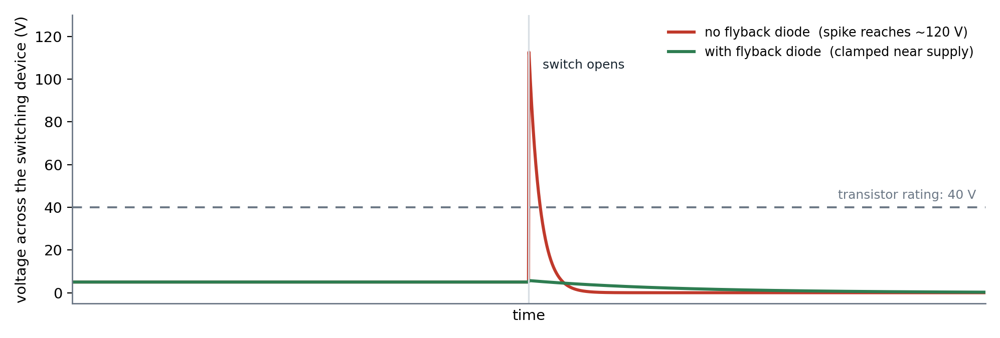 no flyback diode  (spike reaches ~120 V)
with flyback diode  (clamped near supply)
switch opens
transistor rating: 40 V
voltage across the switching device (V)
120
100
80
60
40
20
0
time